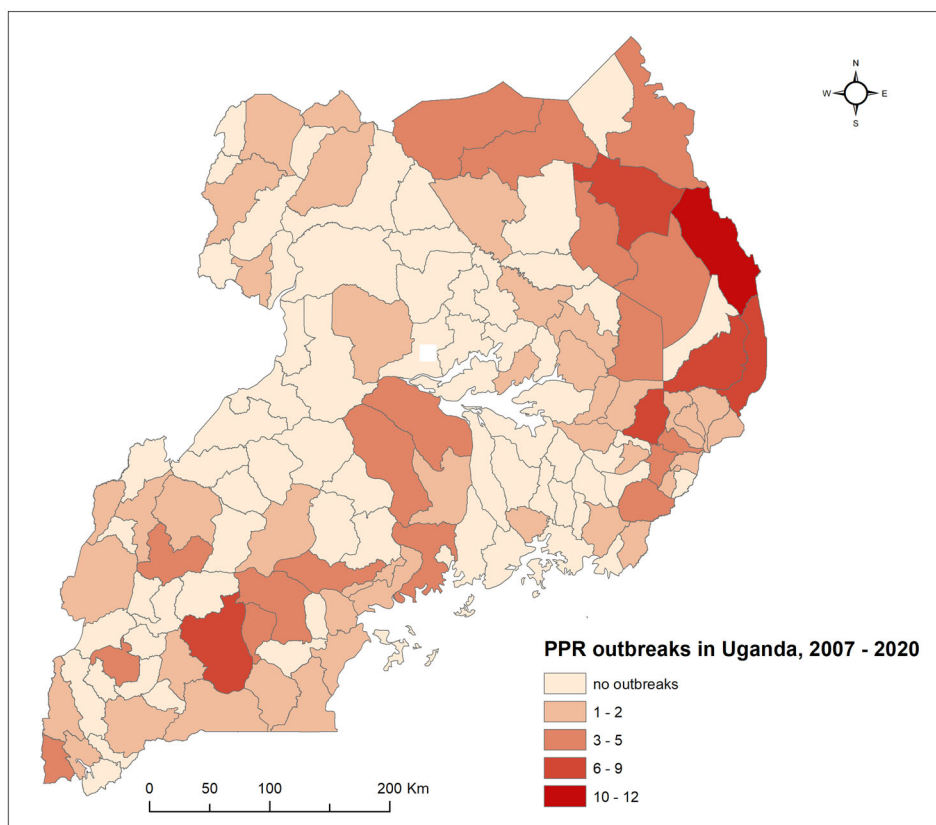 N
W E
S
PPR outbreaks in Uganda, 2007 - 2020
no outbreaks
1 - 2
3 - 5
6 - 9
10 - 12
0 50 100 200 Km